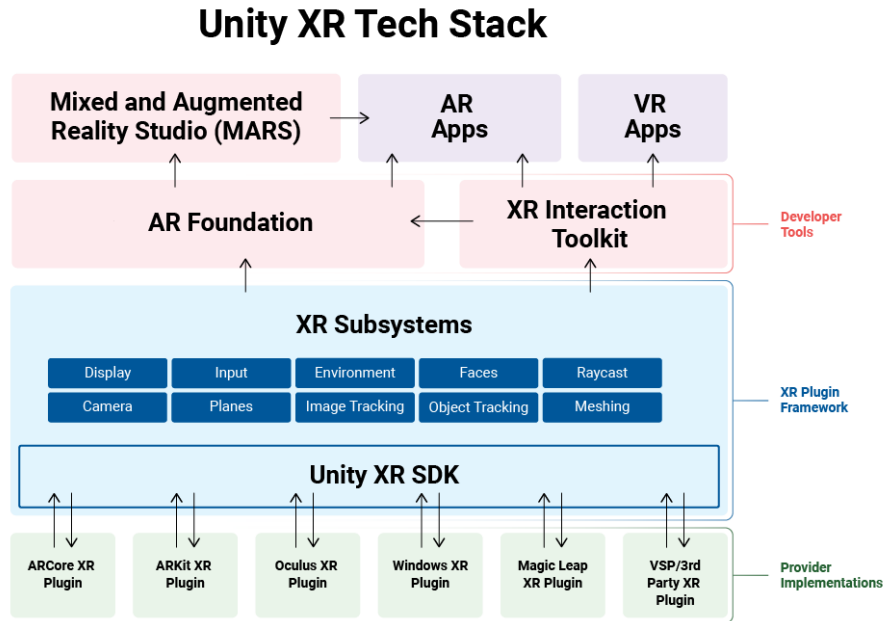 Unity XR Tech Stack
Mixed and Augmented
Reality Studio (MARS)
AR
Apps
VR
Apps
AR Foundation
XR Interaction
Toolkit
Developer
Tools
XR Subsystems
Display
Input
Environment
Faces
Raycast
Camera
Planes
Image Tracking
Object Tracking
Meshing
XR Plugin
Framework
Unity XR SDK
ARCore XR
Plugin
ARKit XR
Plugin
Oculus XR
Plugin
Windows XR
Plugin
Magic Leap
XR Plugin
VSP/3rd
Party XR
Plugin
Provider
Implementations